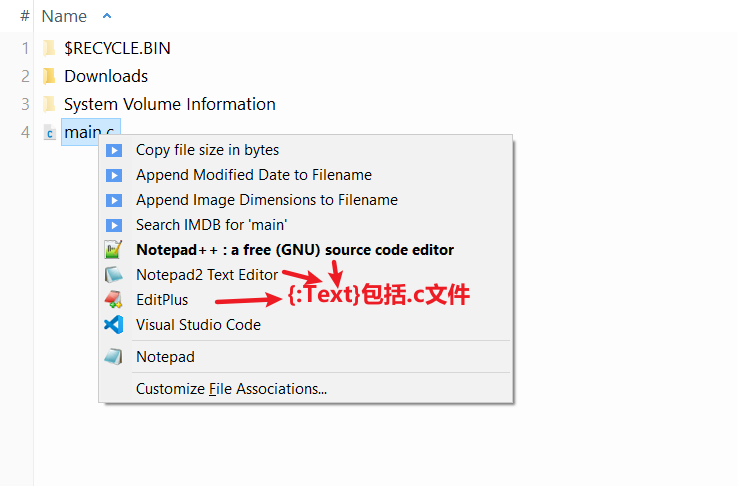 # Name
1 $RECYCLE.BIN
2 Downloads
3 System Volume Information
4 c main.c
Copy file size in bytes
Append Modified Date to Filename
Append Image Dimensions to Filename
Search IMDB for 'main'
Notepad++ : a free (GNU) source code editor
Notepad2 Text Editor
EditPlus
{:Text}包括.c文件
Visual Studio Code
Notepad
Customize File Associations...